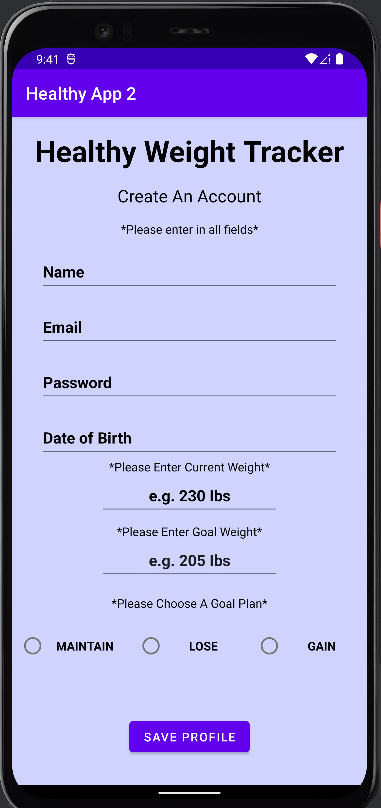 9:41
Healthy App 2
Healthy Weight Tracker
Create An Account
*Please enter in all fields*
Name
Email
Password
Date of Birth
*Please Enter Current Weight*
e.g. 230 lbs
*Please Enter Goal Weight*
e.g. 205 lbs
*Please Choose A Goal Plan*
MAINTAIN LOSE GAIN
SAVE PROFILE